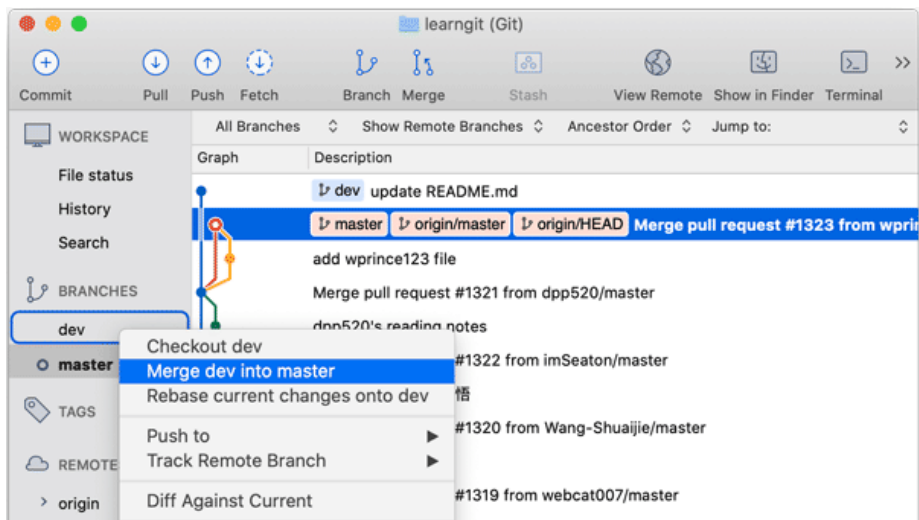 learngit (Git)
Commit Pull Push Fetch Branch Merge Stash View Remote Show in Finder Terminal
All Branches Show Remote Branches Ancestor Order Jump to:
WORKSPACE
File status
History
Search
BRANCHES
dev
master
TAGS
REMOTE
origin
Graph Description
dev update README.md
master origin/master origin/HEAD Merge pull request #1323 from wpri
add wprince123 file
Merge pull request #1321 from dpp520/master
dpp520's reading notes
#1322 from imSeaton/master
悟
#1320 from Wang-Shuaijie/master
#1319 from webcat007/master
Checkout dev
Merge dev into master
Rebase current changes onto dev
Push to
Track Remote Branch
Diff Against Current